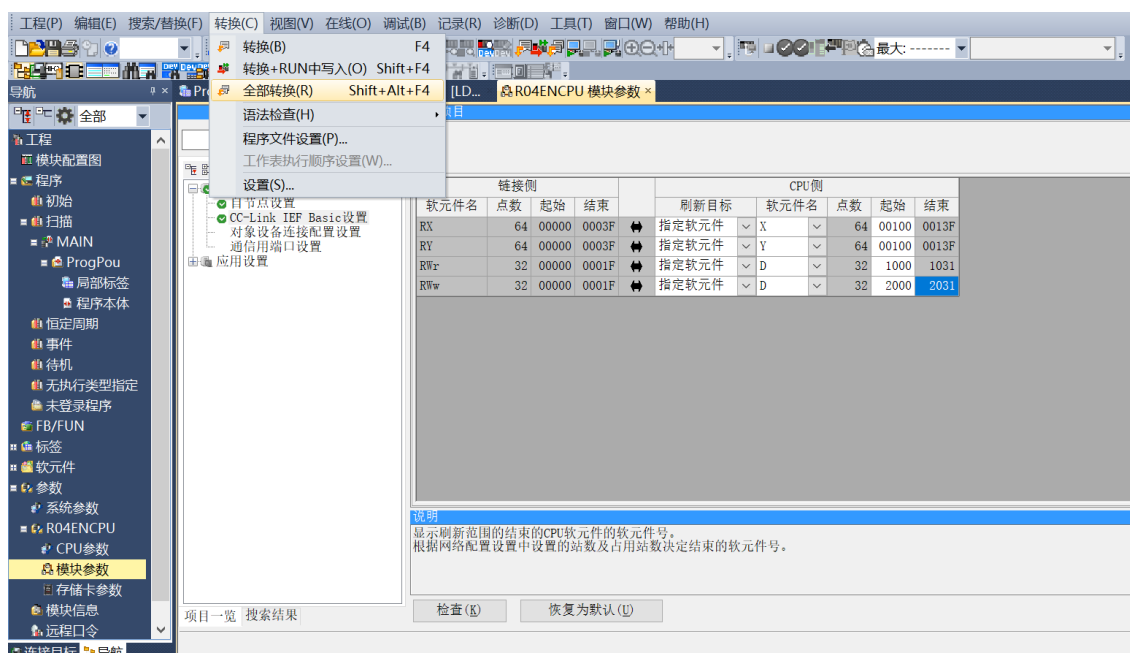 工程(P) 编辑(E) 搜索/替换(F) 转换(C) 视图(V) 在线(O) 调试(B) 记录(R) 诊断(D) 工具(T) 窗口(W) 帮助(H)
转换(B) F4
转换+RUN中写入(O) Shift+F4
全部转换(R) Shift+Alt+F4
语法检查(H)
程序文件设置(P)...
工作表执行顺序设置(W)...
设置(S)...
最大: -------
导航
[LD...
R04ENCPU 模块参数
全部
工程
模块配置图
程序
初始
扫描
MAIN
ProgPou
局部标签
程序本体
恒定周期
事件
待机
无执行类型指定
未登录程序
FB/FUN
标签
软元件
参数
系统参数
R04ENCPU
CPU参数
模块参数
存储卡参数
模块信息
远程口令
连接目标 导航
自节点设置
CC-Link IEF Basic设置
对象设备连接配置设置
通信用端口设置
应用设置
项目一览 搜索结果
链接侧 CPU侧
软元件名 点数 起始 结束 刷新目标 软元件名 点数 起始 结束
RX 64 00000 0003F 指定软元件 X 64 00100 0013F
RY 64 00000 0003F 指定软元件 Y 64 00100 0013F
RWr 32 00000 0001F 指定软元件 D 32 1000 1031
RWw 32 00000 0001F 指定软元件 D 32 2000 2031
说明
显示刷新范围的结束的CPU软元件的软元件号。
根据网络配置设置中设置的站数及占用站数决定结束的软元件号。
检查(K) 恢复为默认(U)